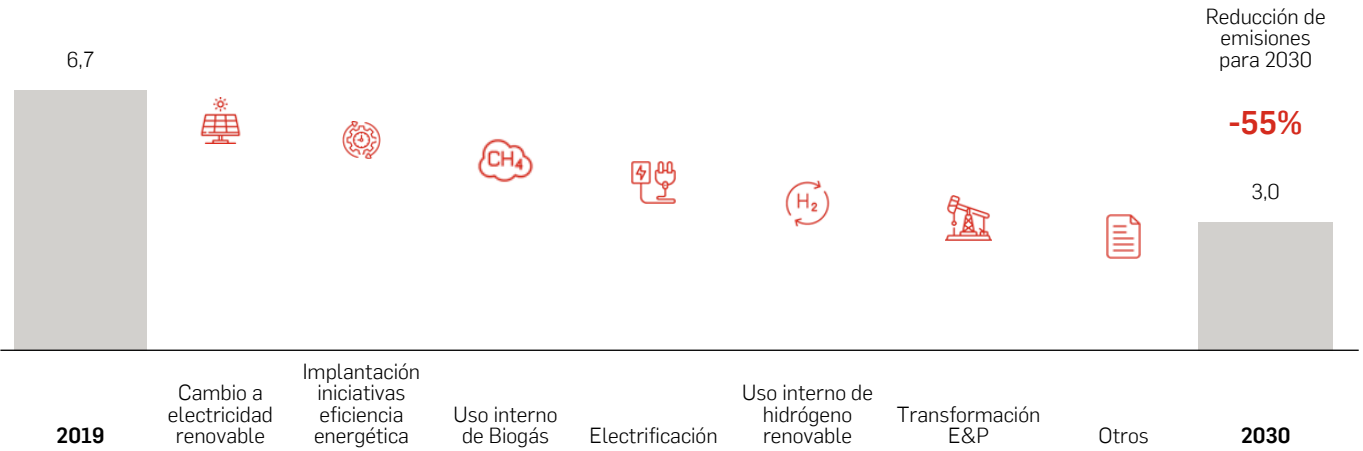 6,7
CH4
H2
Reducción de
emisiones
para 2030
-55%
3,0
2019
Cambio a
electricidad
renovable
Implantación
iniciativas
eficiencia
energética
Uso interno
de Biogás
Electrificación
Uso interno de
hidrógeno
renovable
Transformación
E&P
Otros
2030